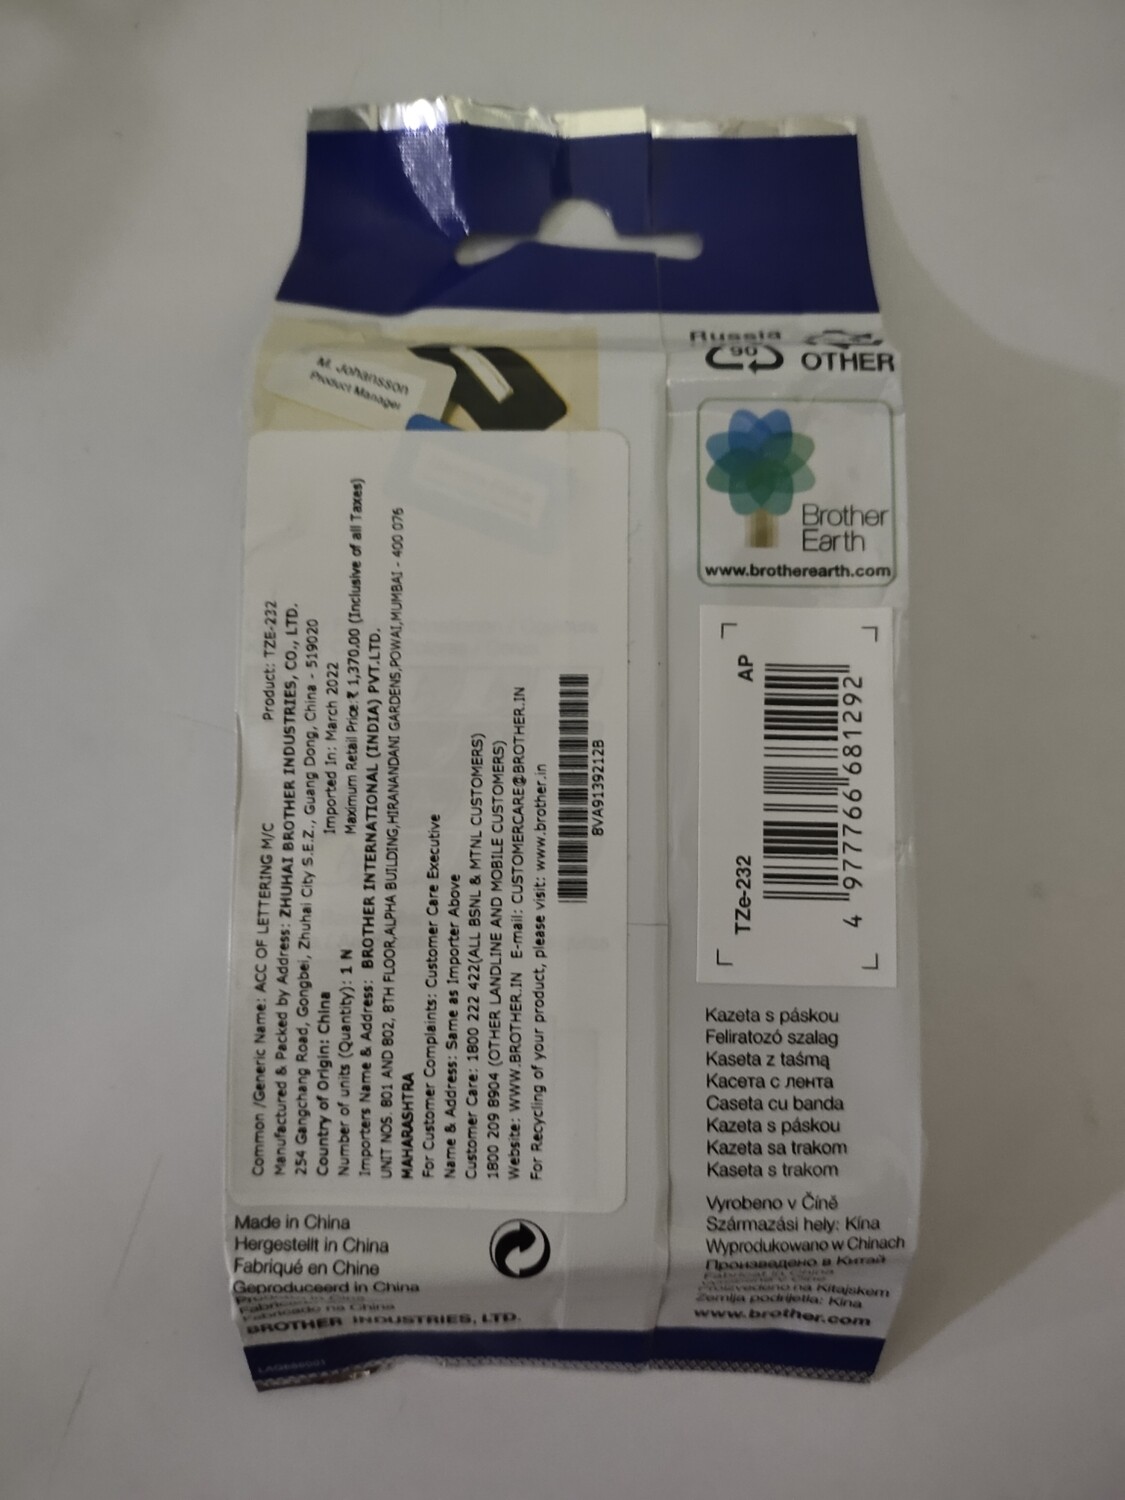 Russia
90
OTHER
M. Johansson
Product Manager
Brother
Earth
www.brotherearth.com
Common /Generic Name: ACC OF LETTERING M/C Product: TZE-232
Manufactured & Packed by Address: ZHUHAI BROTHER INDUSTRIES, CO., LTD.
254 Gangchang Road, Gongbei, Zhuhai City S.E.Z., Guang Dong, China - 519020
Country of Origin: China Imported In: March 2022
Number of units (Quantity): 1 N Maximum Retail Price:₹ 1,370.00 (Inclusive of all Taxes)
Importers Name & Address: BROTHER INTERNATIONAL (INDIA) PVT.LTD.
UNIT NOS. 801 AND 802, 8TH FLOOR,ALPHA BUILDING,HIRANANDANI GARDENS,POWAI,MUMBAI - 400 076
MAHARASHTRA
For Customer Complaints: Customer Care Executive
Name & Address: Same as Importer Above
Customer Care: 1800 222 422(ALL BSNL & MTNL CUSTOMERS)
1800 209 8904 (OTHER LANDLINE AND MOBILE CUSTOMERS)
Website: WWW.BROTHER.IN E-mail: CUSTOMERCARE@BROTHER.IN
For Recycling of your product, please visit: www.brother.in
8VA9139212B
TZe-232 AP
4 977766 681292
Made in China
Hergestellt in China
Fabriqué en Chine
Geproduceerd in China
Fabricado na China
BROTHER INDUSTRIES, LTD.
Kazeta s páskou
Feliratozó szalag
Kaseta z taśmą
Касета с лента
Caseta cu banda
Kazeta s páskou
Kazeta sa trakom
Kaseta s trakom
Vyrobeno v Číně
Származási hely: Kína
Wyprodukowano w Chinach
Произведено в Китай
Proizvedeno na Kitajskem
Zemlja podrijetla: Kina
www.brother.com